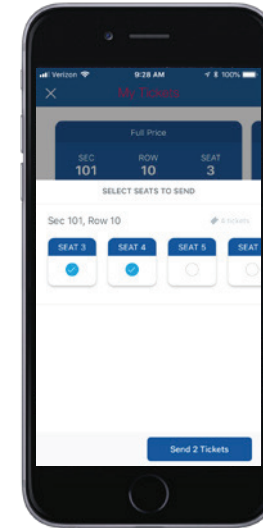 Verizon 9:28 AM 100%
My Tickets
Full Price
SEC ROW SEAT
101 10 3
SELECT SEATS TO SEND
Sec 101, Row 10 tickets
SEAT 3 SEAT 4 SEAT 5 SEAT
Send 2 Tickets